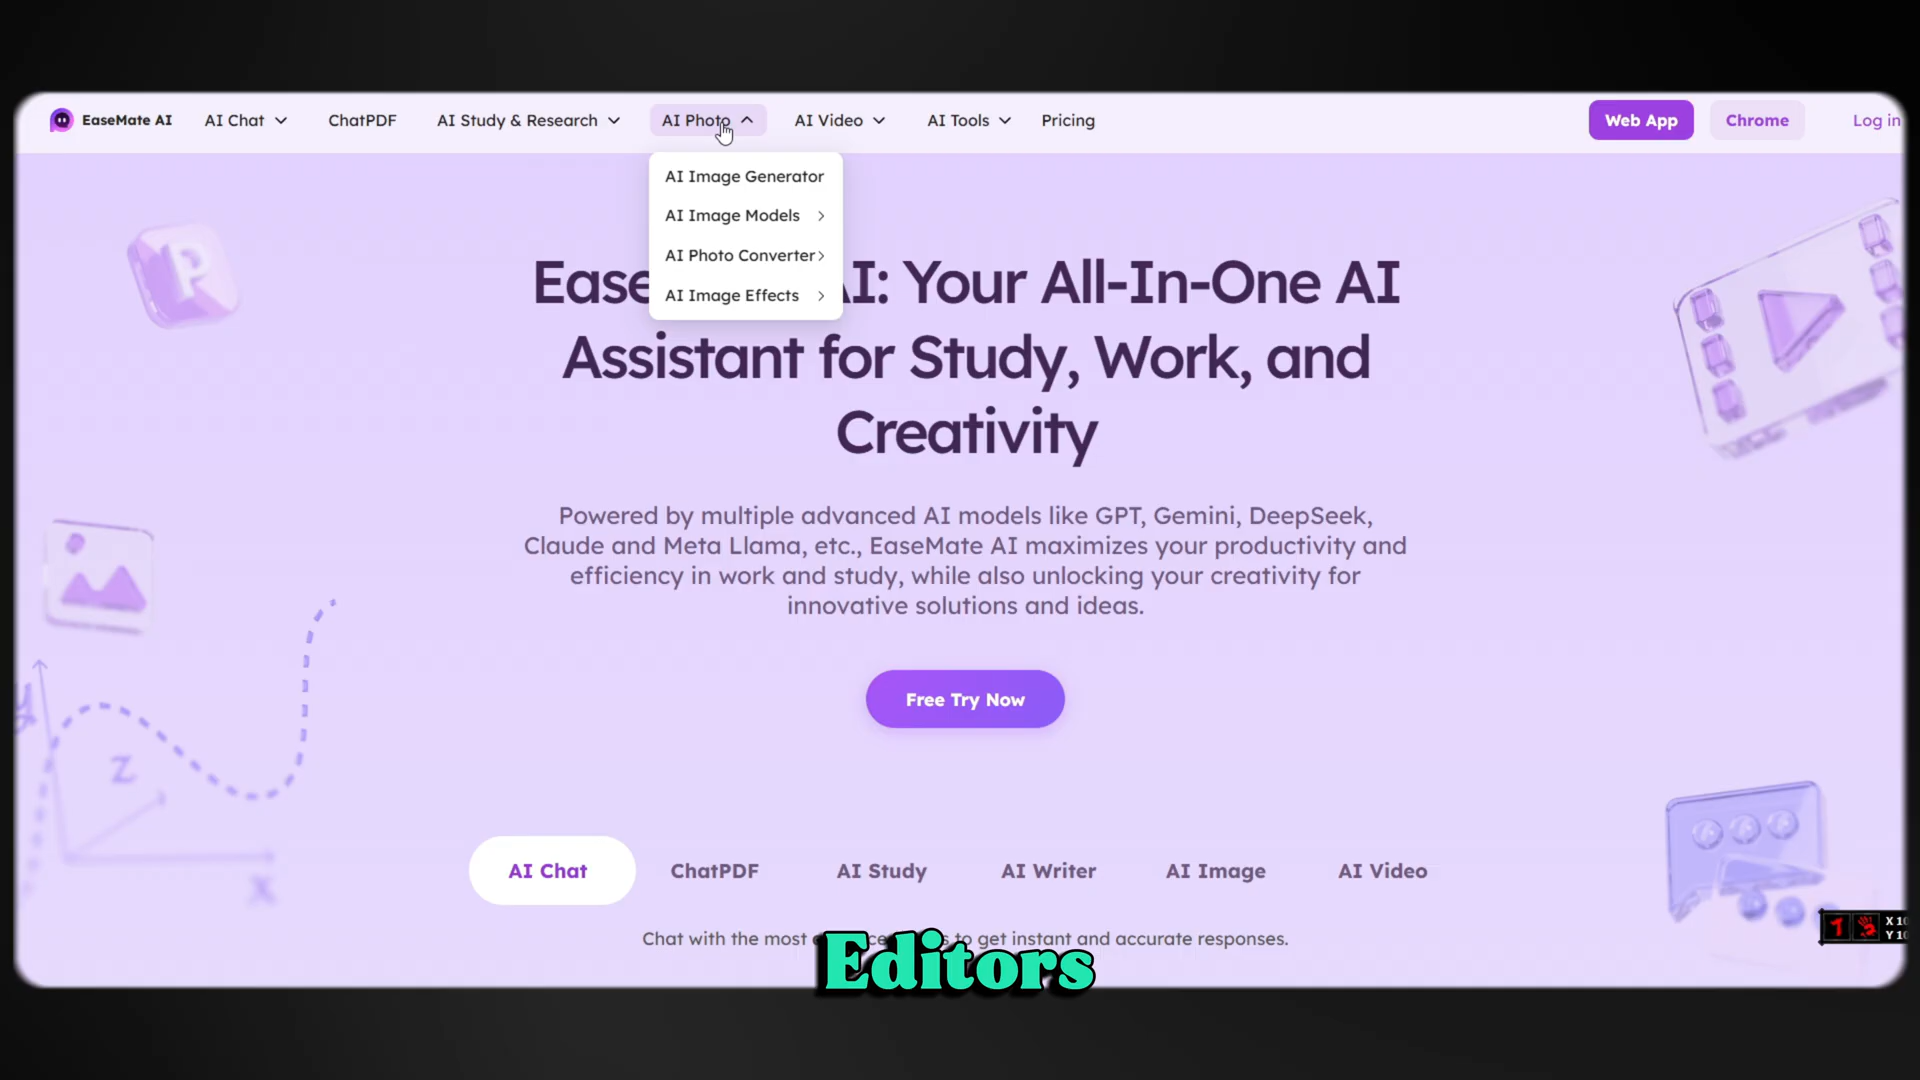 EaseMate AI
AI Chat
ChatPDF
AI Study & Research
AI Photo
AI Video
AI Tools
Pricing
Web App
Chrome
Log in
AI Image Generator
AI Image Models
AI Photo Converter
AI Image Effects
Ease AI: Your All-In-One AI
Assistant for Study, Work, and
Creativity
Powered by multiple advanced AI models like GPT, Gemini, DeepSeek,
Claude and Meta Llama, etc., EaseMate AI maximizes your productivity and
efficiency in work and study, while also unlocking your creativity for
innovative solutions and ideas.
Free Try Now
P
y
z
x
AI Chat
ChatPDF
AI Study
AI Writer
AI Image
AI Video
Chat with the most to get instant and accurate responses.
Editors
X 10
Y 10